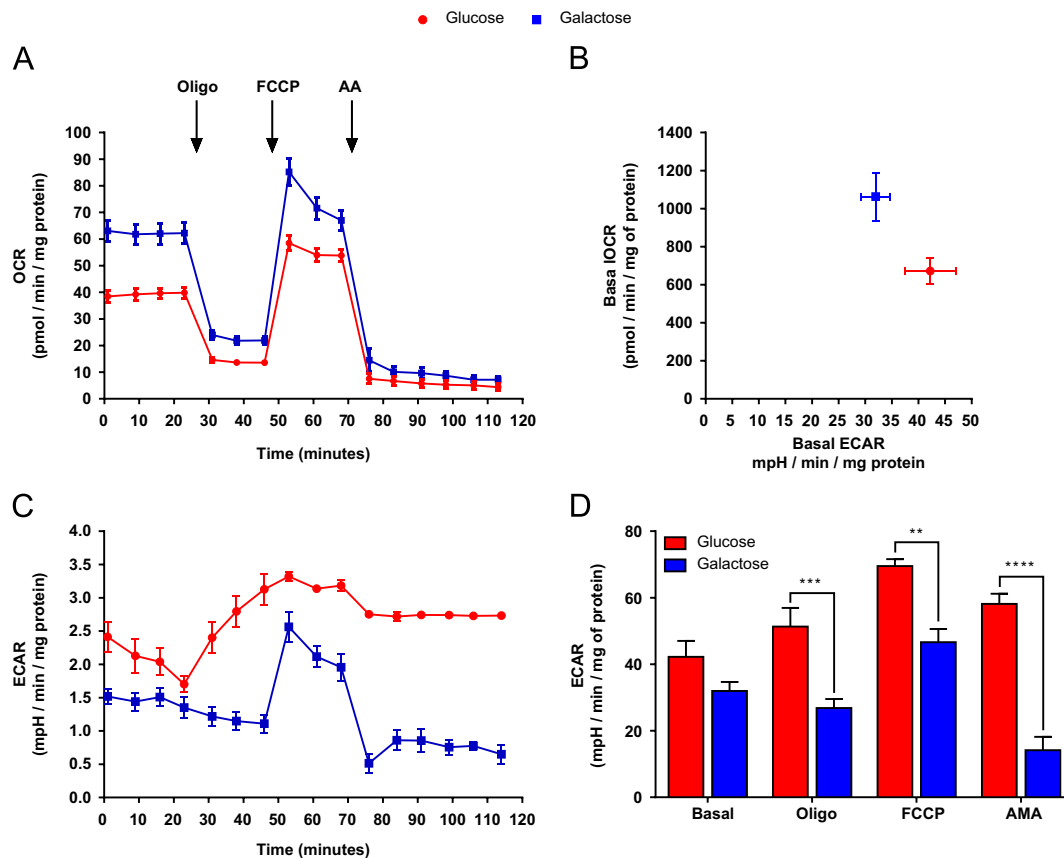 Glucose Galactose
A
Oligo FCCP AA
100
90
80
70
60
50
40
30
20
10
0
OCR
(pmol / min / mg protein)
0 10 20 30 40 50 60 70 80 90 100 110 120
Time (minutes)
B
1400
1200
1000
800
600
400
200
0
Basa lOCR
(pmol / min / mg of protein)
0 5 10 15 20 25 30 35 40 45 50
Basal ECAR
mpH / min / mg protein
C
4.0
3.5
3.0
2.5
2.0
1.5
1.0
0.5
0.0
ECAR
(mpH / min / mg protein)
0 10 20 30 40 50 60 70 80 90 100 110 120
Time (minutes)
D
Glucose
Galactose
80
60
40
20
0
ECAR
(mpH / min / mg of protein)
***
**
****
Basal Oligo FCCP AMA